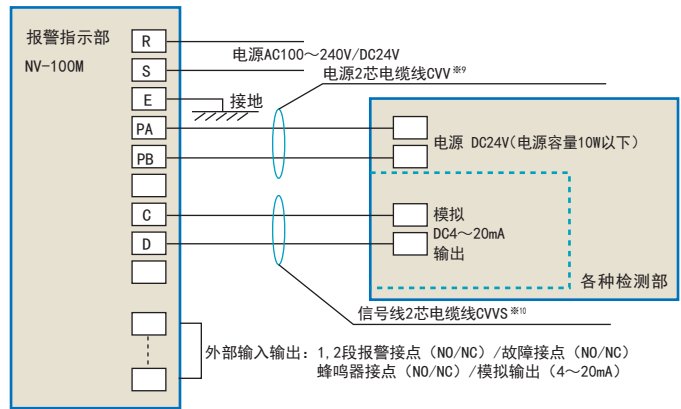 报警指示部
NV-100M
R
S
E
PA
PB
C
D
电源AC100～240V/DC24V
电源2芯电缆线CVV※9
接地
电源 DC24V(电源容量10W以下)
模拟
DC4～20mA
输出
各种检测部
信号线2芯电缆线CVVS※10
外部输入输出：1,2段报警接点（NO/NC）/故障接点（NO/NC）
蜂鸣器接点（NO/NC）/模拟输出（4～20mA）